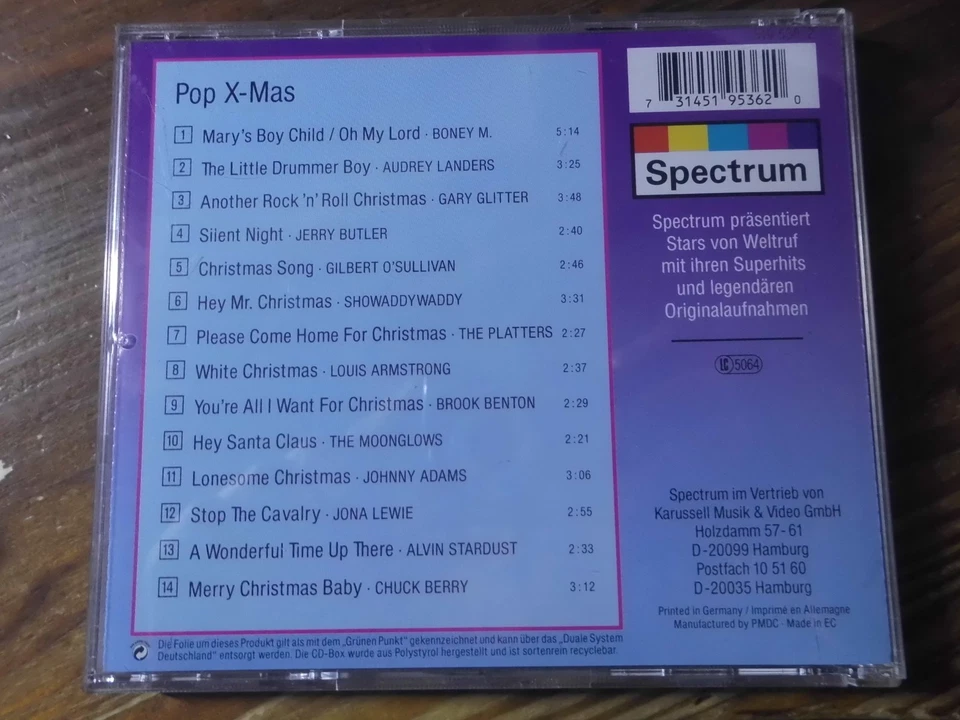 Pop X-Mas
1 Mary's Boy Child / Oh My Lord · BONEY M. 5:14
2 The Little Drummer Boy · AUDREY LANDERS 3:25
3 Another Rock 'n' Roll Christmas · GARY GLITTER 3:48
4 Silent Night · JERRY BUTLER 2:40
5 Christmas Song · GILBERT O'SULLIVAN 2:46
6 Hey Mr. Christmas · SHOWADDYWADDY 3:31
7 Please Come Home For Christmas · THE PLATTERS 2:27
8 White Christmas · LOUIS ARMSTRONG 2:37
9 You're All I Want For Christmas · BROOK BENTON 2:29
10 Hey Santa Claus · THE MOONGLOWS 2:21
11 Lonesome Christmas · JOHNNY ADAMS 3:06
12 Stop The Cavalry · JONA LEWIE 2:55
13 A Wonderful Time Up There · ALVIN STARDUST 2:33
14 Merry Christmas Baby · CHUCK BERRY 3:12
Die Folie um dieses Produkt gilt als mit dem „Grünen Punkt" gekennzeichnet und kann über das „Duale System
Deutschland" entsorgt werden. Die CD-Box wurde aus Polystyrol hergestellt und ist sortenrein recyclebar.
7 31451 95362 0
Spectrum
Spectrum präsentiert
Stars von Weltruf
mit ihren Superhits
und legendären
Originalaufnahmen
LC 5064
Spectrum im Vertrieb von
Karussell Musik & Video GmbH
Holzdamm 57-61
D-20099 Hamburg
Postfach 10 51 60
D-20035 Hamburg
Printed in Germany / Imprimé en Allemagne
Manufactured by PMDC · Made in EC